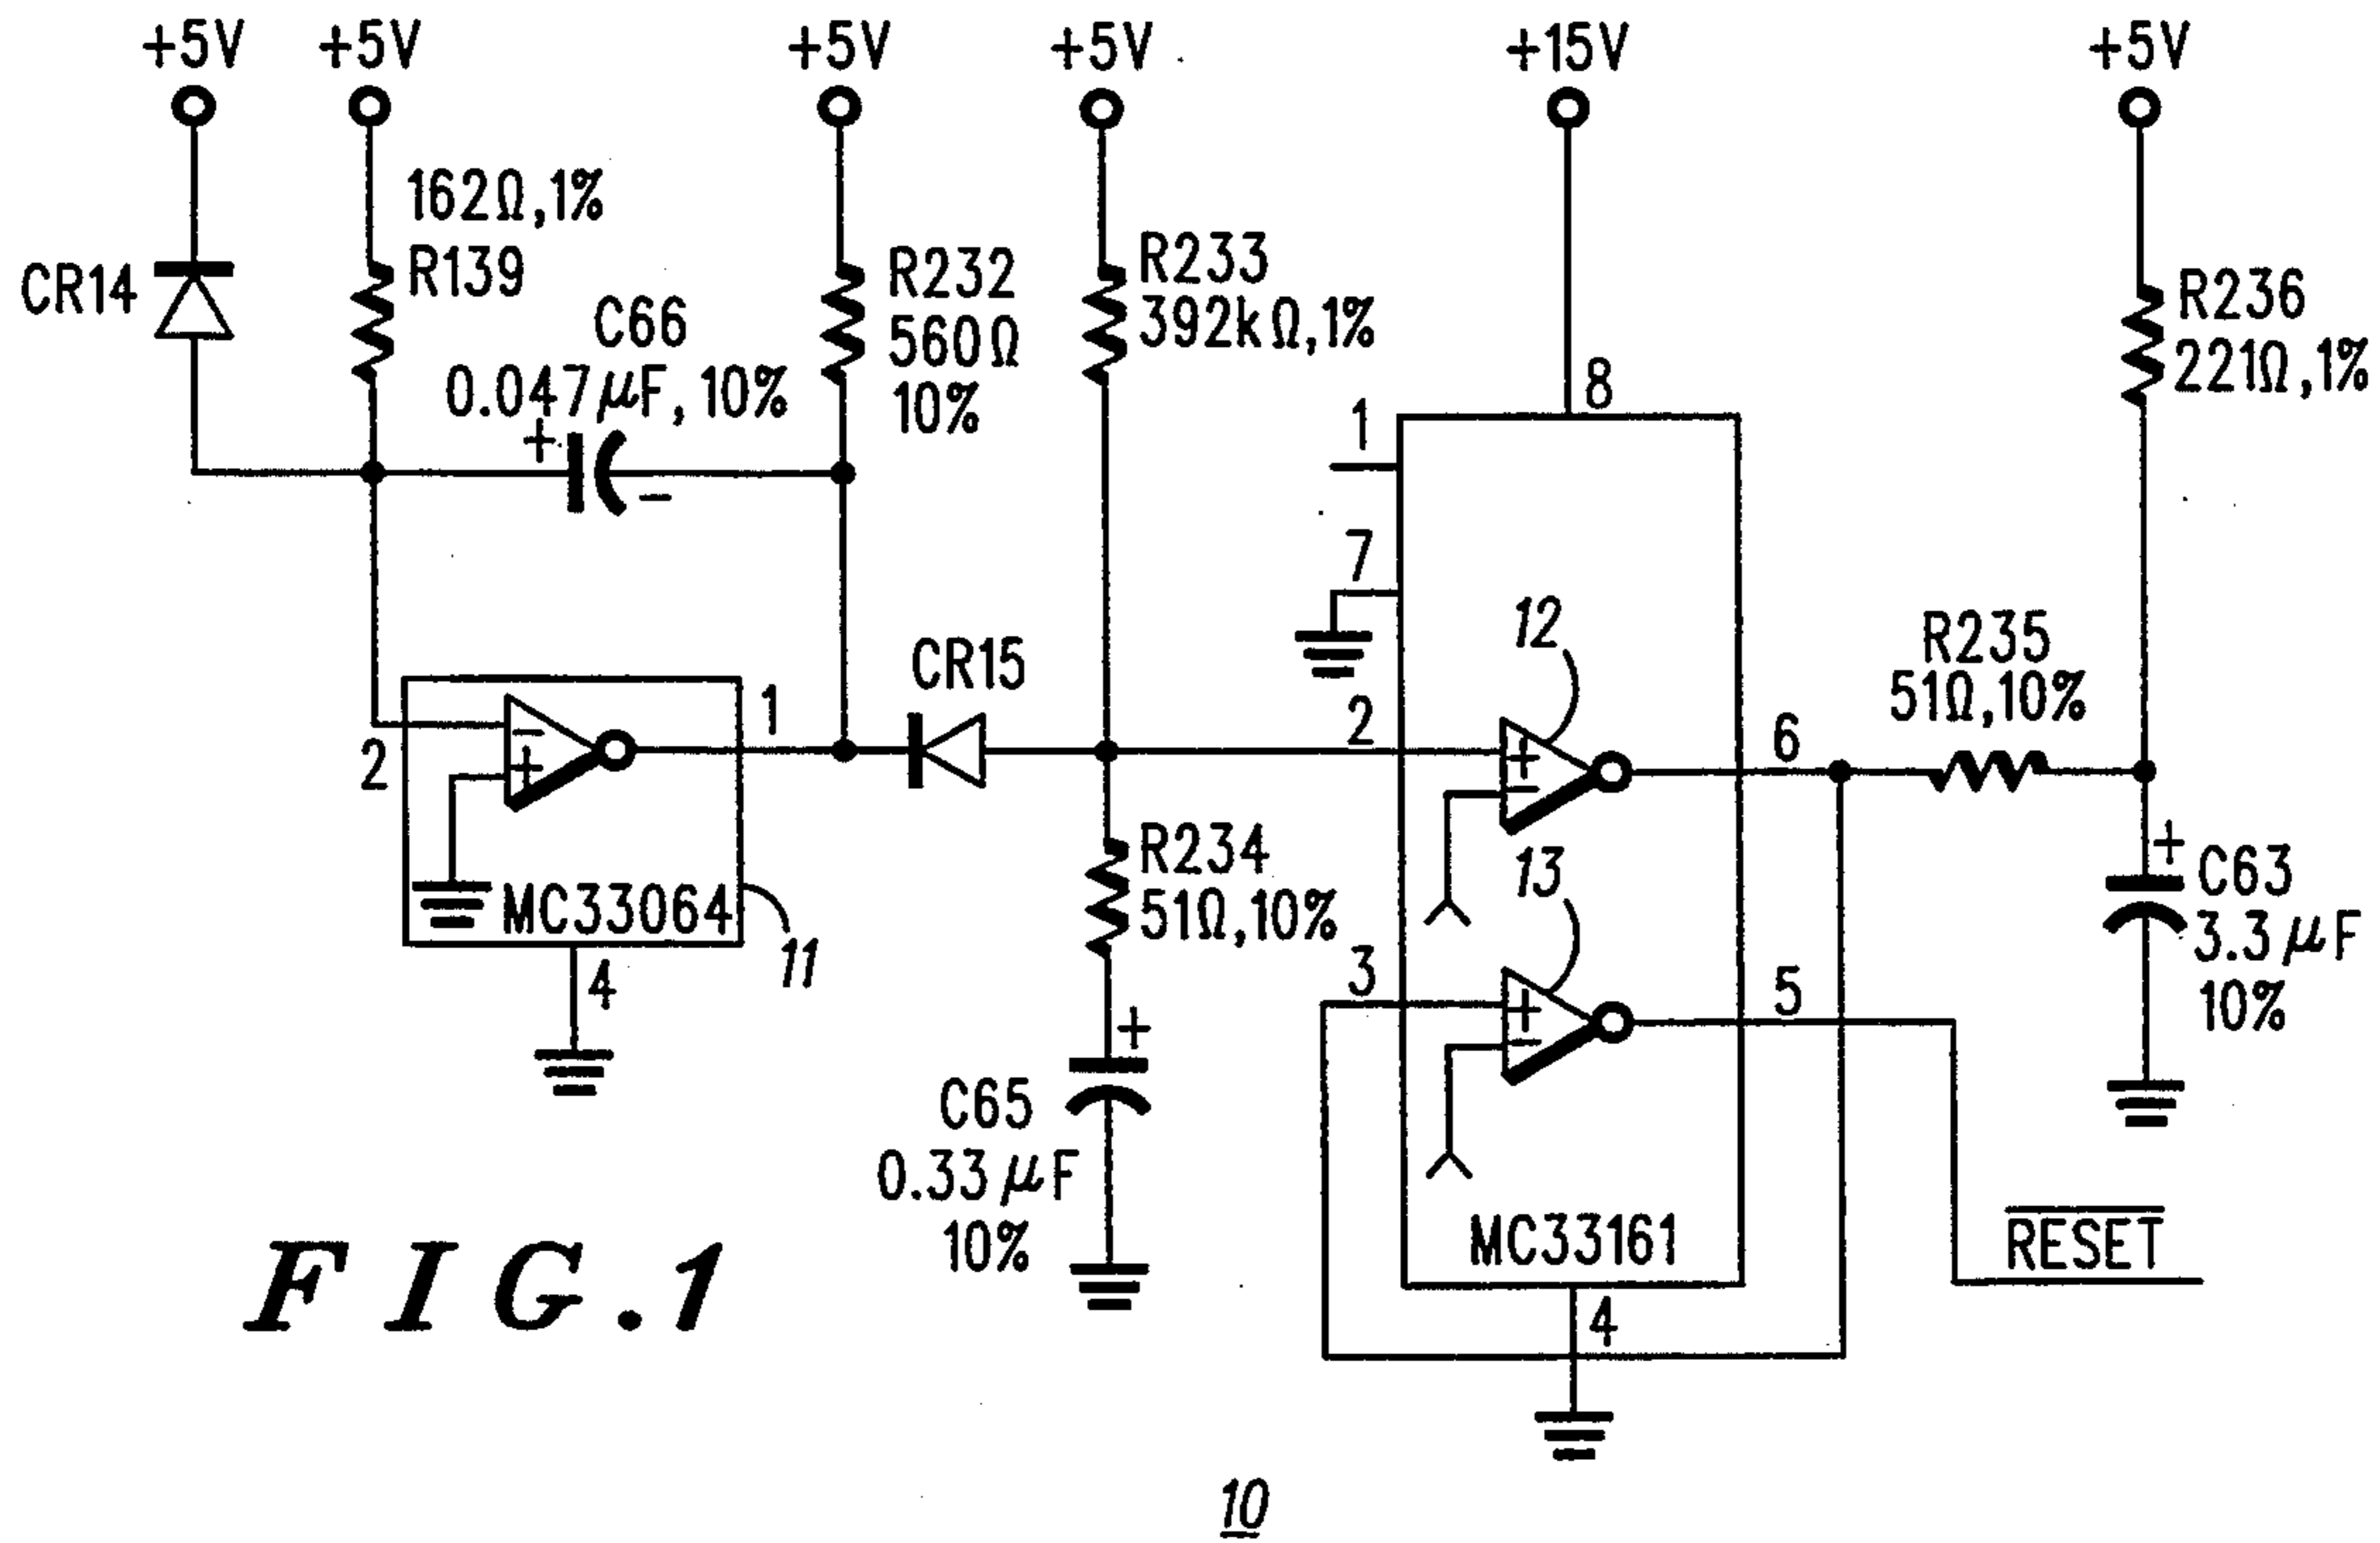 +5V +5V +5V +5V +15V +5V
162Ω,1%
R139
CR14
C66
0.047μF, 10%
+
−
R232
560Ω
10%
R233
392kΩ,1%
R236
221Ω,1%
8
1
7
12
2
CR15
1
2
−
+
MC33064
11
4
+
−
6
R235
51Ω,10%
13
R234
51Ω,10%
3
+
−
5
+
C63
3.3μF
10%
+
C65
0.33μF
10%
MC33161
4
RESET
FIG.1
10